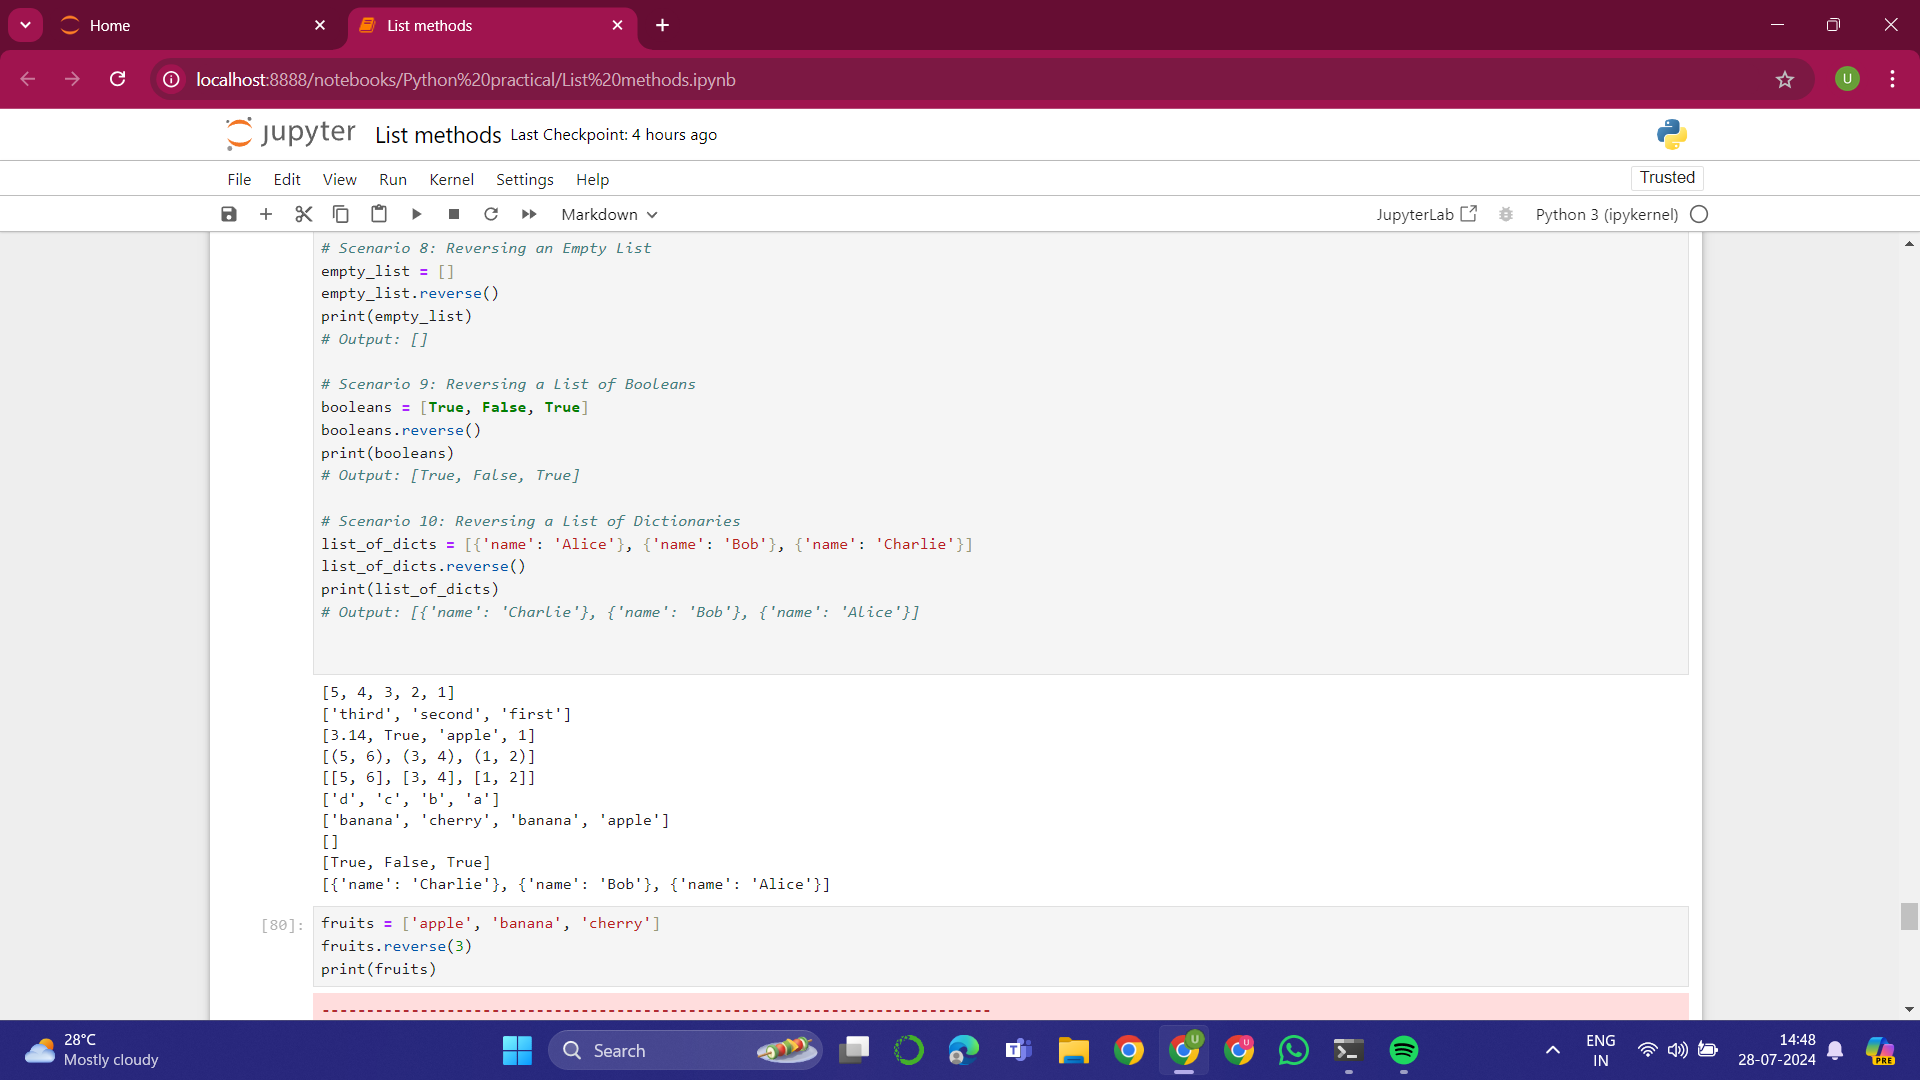 Home
List methods
localhost:8888/notebooks/Python%20practical/List%20methods.ipynb
U
jupyter List methods Last Checkpoint: 4 hours ago
File Edit View Run Kernel Settings Help
Trusted
Markdown
JupyterLab
Python 3 (ipykernel)
# Scenario 8: Reversing an Empty List
empty_list = []
empty_list.reverse()
print(empty_list)
# Output: []
# Scenario 9: Reversing a List of Booleans
booleans = [True, False, True]
booleans.reverse()
print(booleans)
# Output: [True, False, True]
# Scenario 10: Reversing a List of Dictionaries
list_of_dicts = [{'name': 'Alice'}, {'name': 'Bob'}, {'name': 'Charlie'}]
list_of_dicts.reverse()
print(list_of_dicts)
# Output: [{'name': 'Charlie'}, {'name': 'Bob'}, {'name': 'Alice'}]
[5, 4, 3, 2, 1]
['third', 'second', 'first']
[3.14, True, 'apple', 1]
[(5, 6), (3, 4), (1, 2)]
[[5, 6], [3, 4], [1, 2]]
['d', 'c', 'b', 'a']
['banana', 'cherry', 'banana', 'apple']
[]
[True, False, True]
[{'name': 'Charlie'}, {'name': 'Bob'}, {'name': 'Alice'}]
[80]: fruits = ['apple', 'banana', 'cherry']
fruits.reverse(3)
print(fruits)
---------------------------------------------------------------------------
28°C
Mostly cloudy
Search
U
U
ENG
IN
14:48
28-07-2024
PRE